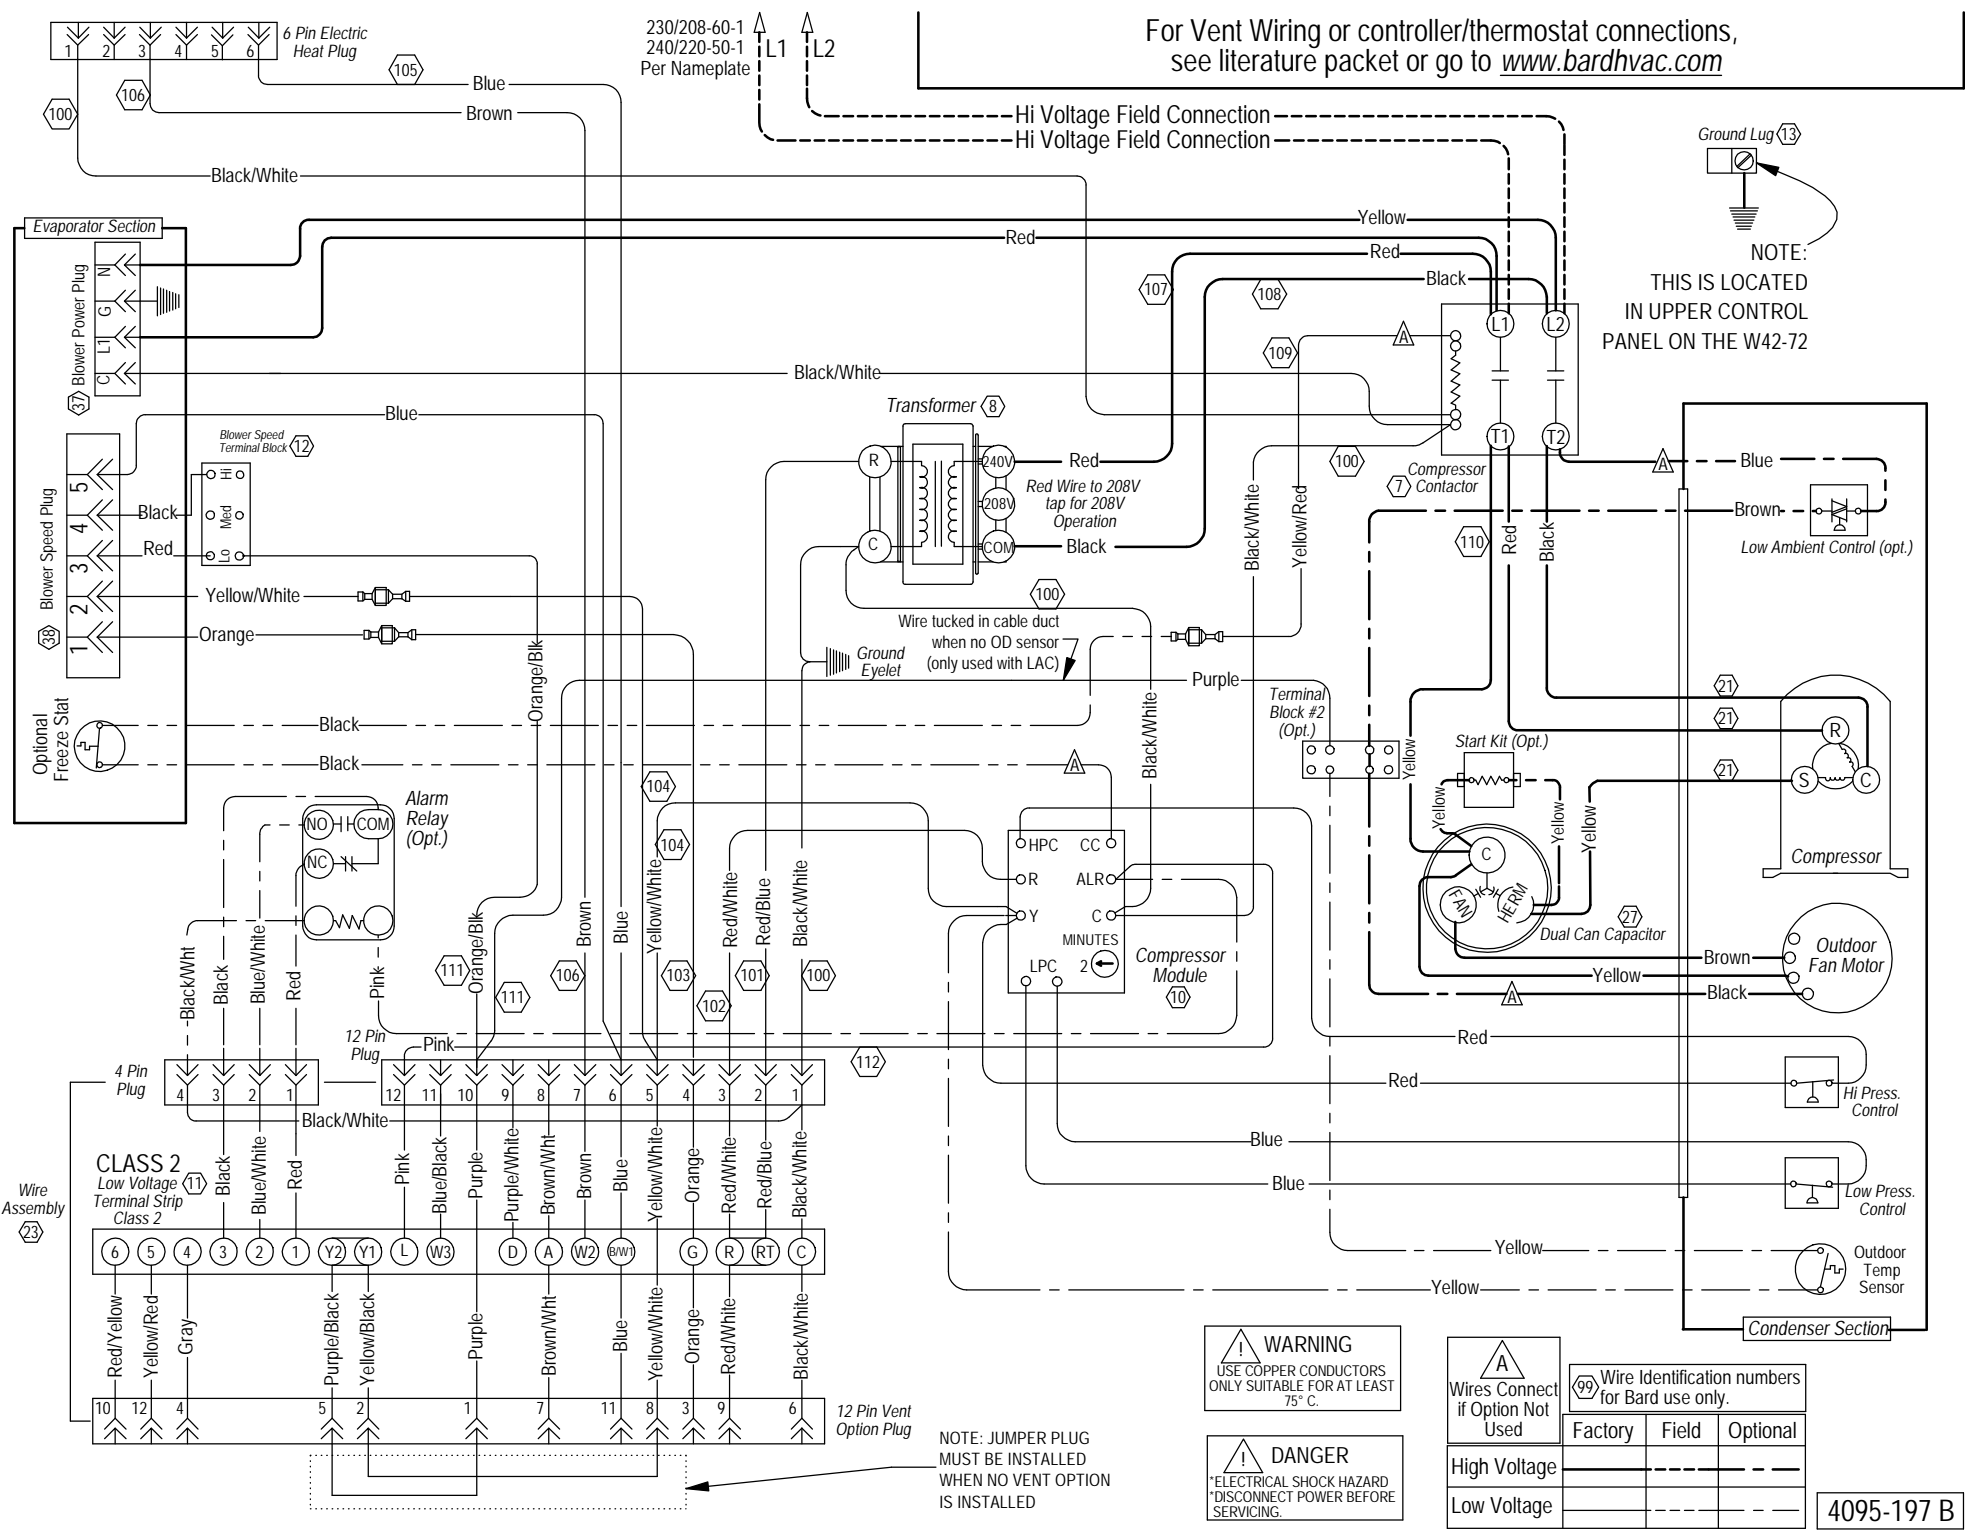 6 Pin Electric
Heat Plug
1 2 3 4 5 6
100
106
105
Blue
Brown
Black/White
230/208-60-1
240/220-50-1
Per Nameplate
L1
L2
For Vent Wiring or controller/thermostat connections,
see literature packet or go to www.bardhvac.com
Hi Voltage Field Connection
Hi Voltage Field Connection
Ground Lug 13
NOTE:
THIS IS LOCATED
IN UPPER CONTROL
PANEL ON THE W42-72
Evaporator Section
Blower Power Plug
37
N
G
L1
C
Yellow
Red
Red
Black
107
108
109
A
L1
L2
T1
T2
Black/White
Blue
Transformer 8
R
C
240V
208V
COM
Red
Red Wire to 208V
tap for 208V
Operation
Black
100
Compressor
Contactor
7
Black/White
Yellow/Red
110
Red
Black
A
Blue
Brown
Low Ambient Control (opt.)
Blower Speed
Terminal Block 12
Hi
Med
Lo
Blower Speed Plug
38
5
4
3
2
1
Black
Red
Yellow/White
Orange
Orange/Blk
Ground
Eyelet
100
Wire tucked in cable duct
when no OD sensor
(only used with LAC)
Purple
Black/White
Terminal
Block #2
(Opt.)
Optional
Freeze Stat
Black
Black
A
Alarm
Relay
(Opt.)
NO
COM
NC
104
104
Start Kit (Opt.)
Yellow
Yellow
Yellow
Yellow
21
21
21
R
S
C
Compressor
C
FAN
HERM
Dual Can Capacitor
27
Outdoor
Fan Motor
Brown
Yellow
A
Black
HPC
CC
R
ALR
Y
C
MINUTES
2
LPC
Compressor
Module
10
Black/Wht
Black
Blue/White
Red
Pink
111
Orange/Blk
111
106
Brown
Blue
Yellow/White
103
102
Red/White
101
Red/Blue
Black/White
100
12 Pin
Plug
Pink
112
4 Pin
Plug
4 3 2 1
12 11 10 9 8 7 6 5 4 3 2 1
Black/White
Red
Red
Hi Press.
Control
Blue
Blue
Low Press.
Control
Yellow
Yellow
Outdoor
Temp
Sensor
Condenser Section
CLASS 2
Low Voltage
Terminal Strip
Class 2
11
Wire
Assembly
23
Black
Blue/White
Red
Pink
Blue/Black
Purple
Purple/White
Brown/Wht
Brown
Blue
Yellow/White
Orange
Red/White
Red/Blue
Black/White
6 5 4 3 2 1 Y2 Y1 L W3 D A W2 B/W1 G R RT C
Red/Yellow
Yellow/Red
Gray
Purple/Black
Yellow/Black
Purple
Brown/Wht
Blue
Yellow/White
Orange
Red/White
Black/White
10 12 4 5 2 1 7 11 8 3 9 6
12 Pin Vent
Option Plug
NOTE: JUMPER PLUG
MUST BE INSTALLED
WHEN NO VENT OPTION
IS INSTALLED
! WARNING
USE COPPER CONDUCTORS
ONLY SUITABLE FOR AT LEAST
75° C.
! DANGER
*ELECTRICAL SHOCK HAZARD
*DISCONNECT POWER BEFORE
SERVICING.
A
Wires Connect
if Option Not
Used
99 Wire Identification numbers
for Bard use only.
Factory Field Optional
High Voltage
Low Voltage
4095-197 B